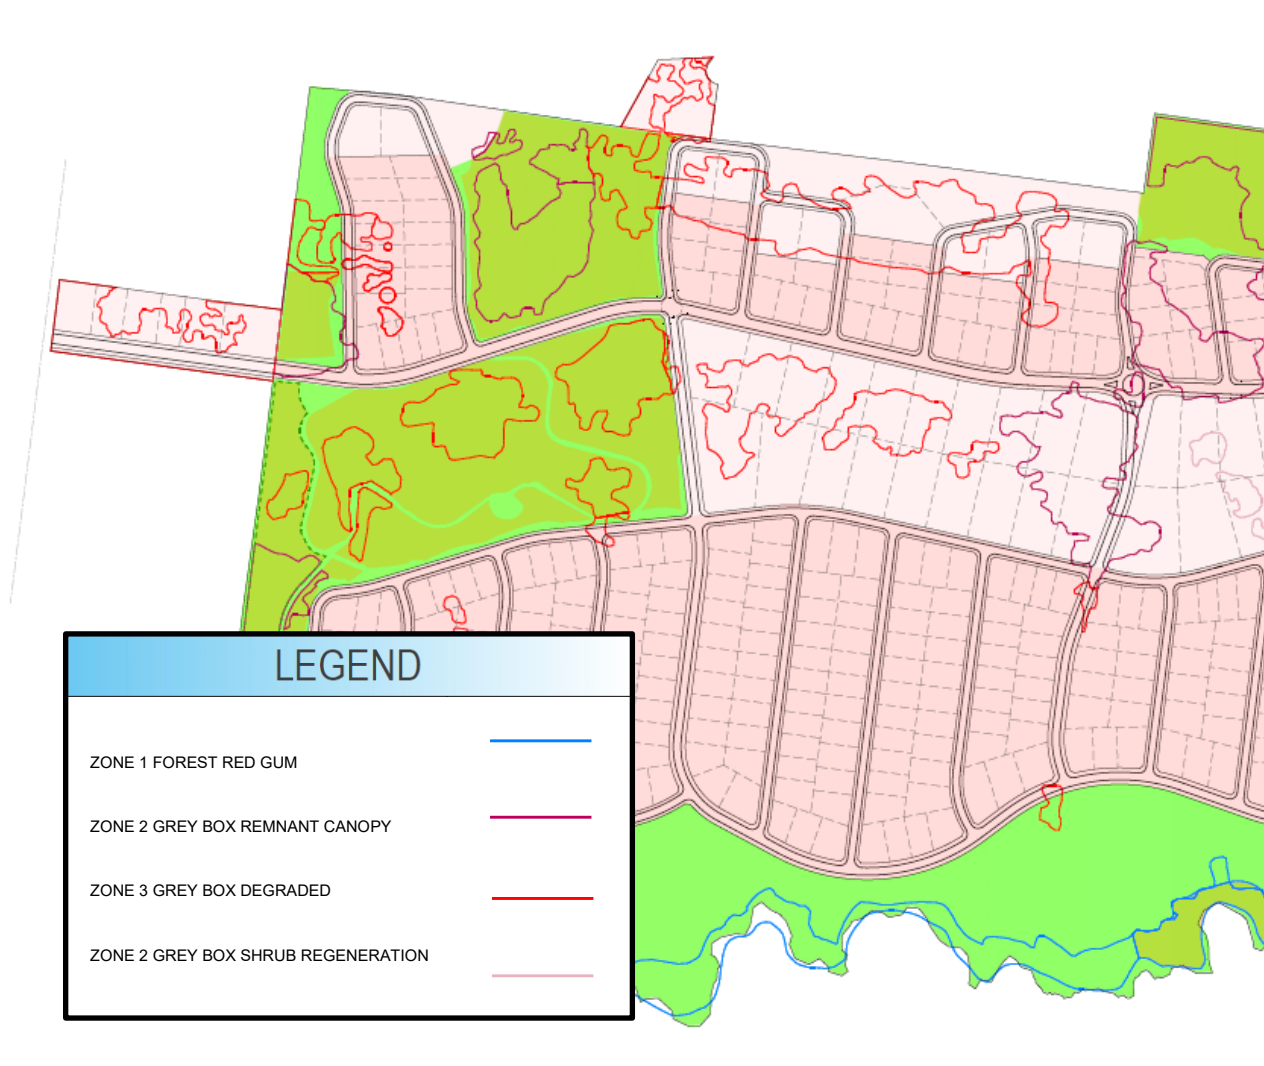 LEGEND
ZONE 1 FOREST RED GUM
ZONE 2 GREY BOX REMNANT CANOPY
ZONE 3 GREY BOX DEGRADED
ZONE 2 GREY BOX SHRUB REGENERATION